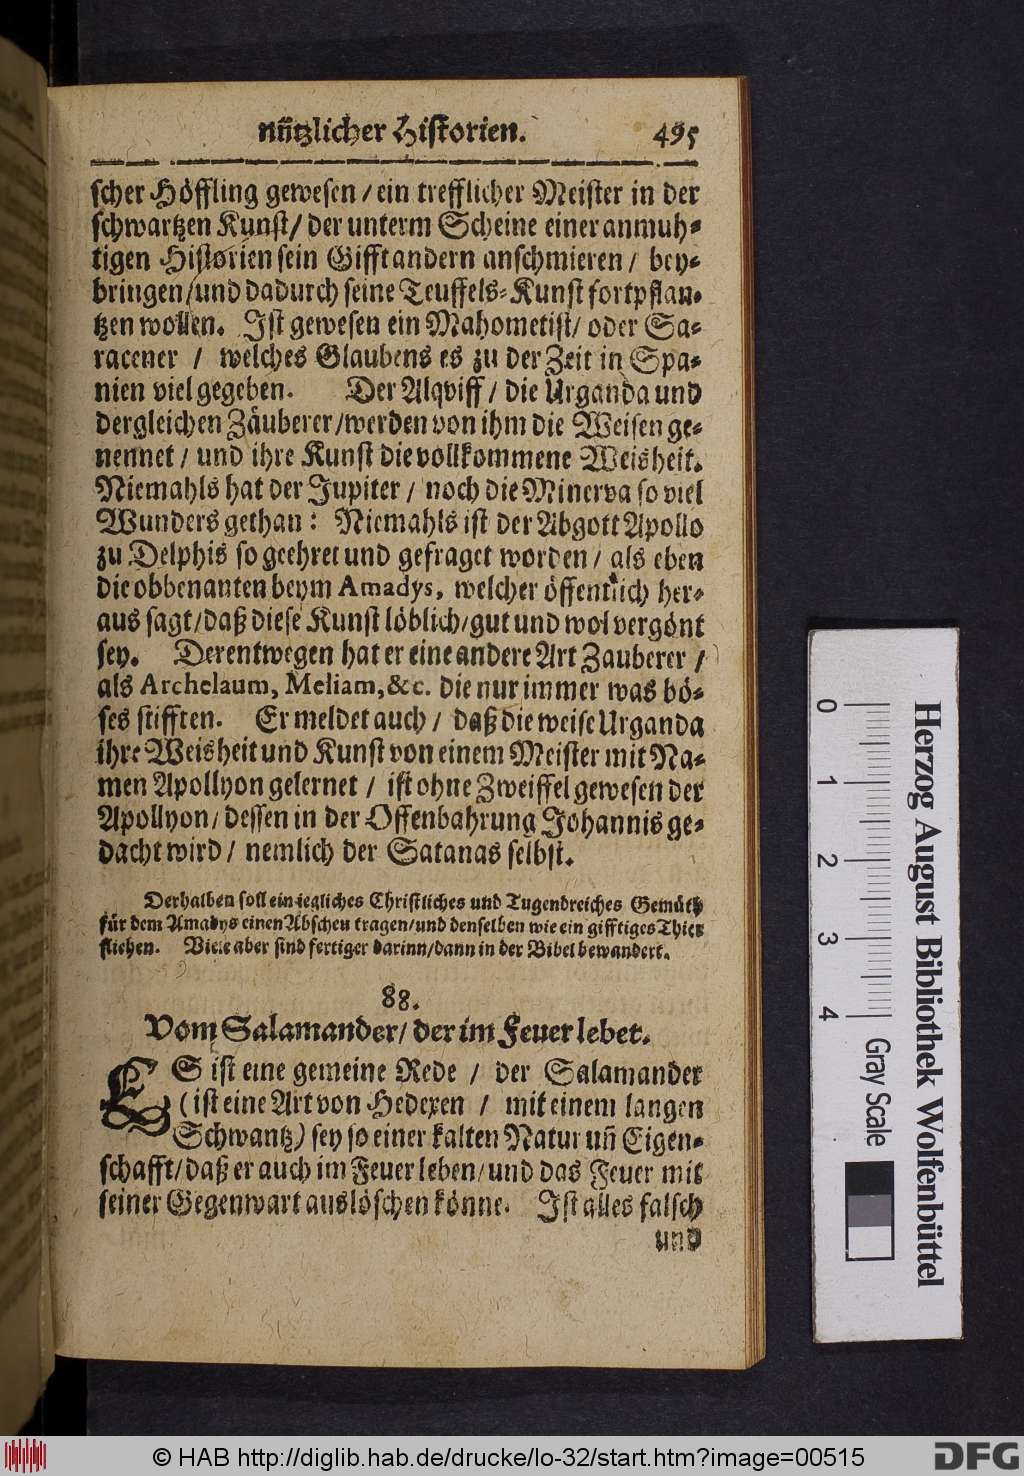 nützlicher Historien. 495
scher Höffling gewesen / ein trefflicher Meister in der
schwartzen Kunst / der unterm Scheine einer anmuh-
tigen Historien sein Gifft andern anschmieren / bey-
bringen / und dadurch seine Teuffels-Kunst fortpflan-
tzen wollen. Ist gewesen ein Mahometist / oder Sa-
racener / welches Glaubens es zu der Zeit in Spa-
nien viel gegeben. Der Alqviff / die Urganda und
dergleichen Zäuberer / werden von ihm die Weisen ge-
nennet / und ihre Kunst die vollkommene Weisheit.
Niemahls hat der Jupiter / noch die Minerva so viel
Wunders gethan: Niemahls ist der Abgott Apollo
zu Delphis so geehret und gefraget worden / als eben
die obbenanten beym Amadys, welcher öffentlich her-
aus sagt / daß diese Kunst löblich / gut und wol vergönt
sey. Derentwegen hat er eine andere Art Zauberer /
als Archelaum, Meliam, &c. die nur immer was bö-
ses stifften. Er meldet auch / daß die weise Urganda
ihre Weisheit und Kunst von einem Meister mit Na-
men Apollyon gelernet / ist ohne Zweiffel gewesen der
Apollyon / dessen in der Offenbahrung Johannis ge-
dacht wird / nemlich der Satanas selbst.
Derhalben soll ein iegliches Christliches und Tugendreiches Gemüth
für dem Amadys einen Abscheu tragen / und denselben wie ein gifftiges Thier
fliehen. Viele aber sind fertiger darinn / dann in der Bibel bewandert.
88.
Vom Salamander / der im Feuer lebet.
ES ist eine gemeine Rede / der Salamander
(ist eine Art von Hedexen / mit einem langen
Schwantz) sey so einer kalten Natur uñ Eigen-
schafft / daß er auch im Feuer leben / und das Feuer mit
seiner Gegenwart auslöschen könne. Ist alles falsch
und
0 1 2 3 4
Gray Scale
Herzog August Bibliothek Wolfenbüttel
© HAB http://diglib.hab.de/drucke/lo-32/start.htm?image=00515
DFG